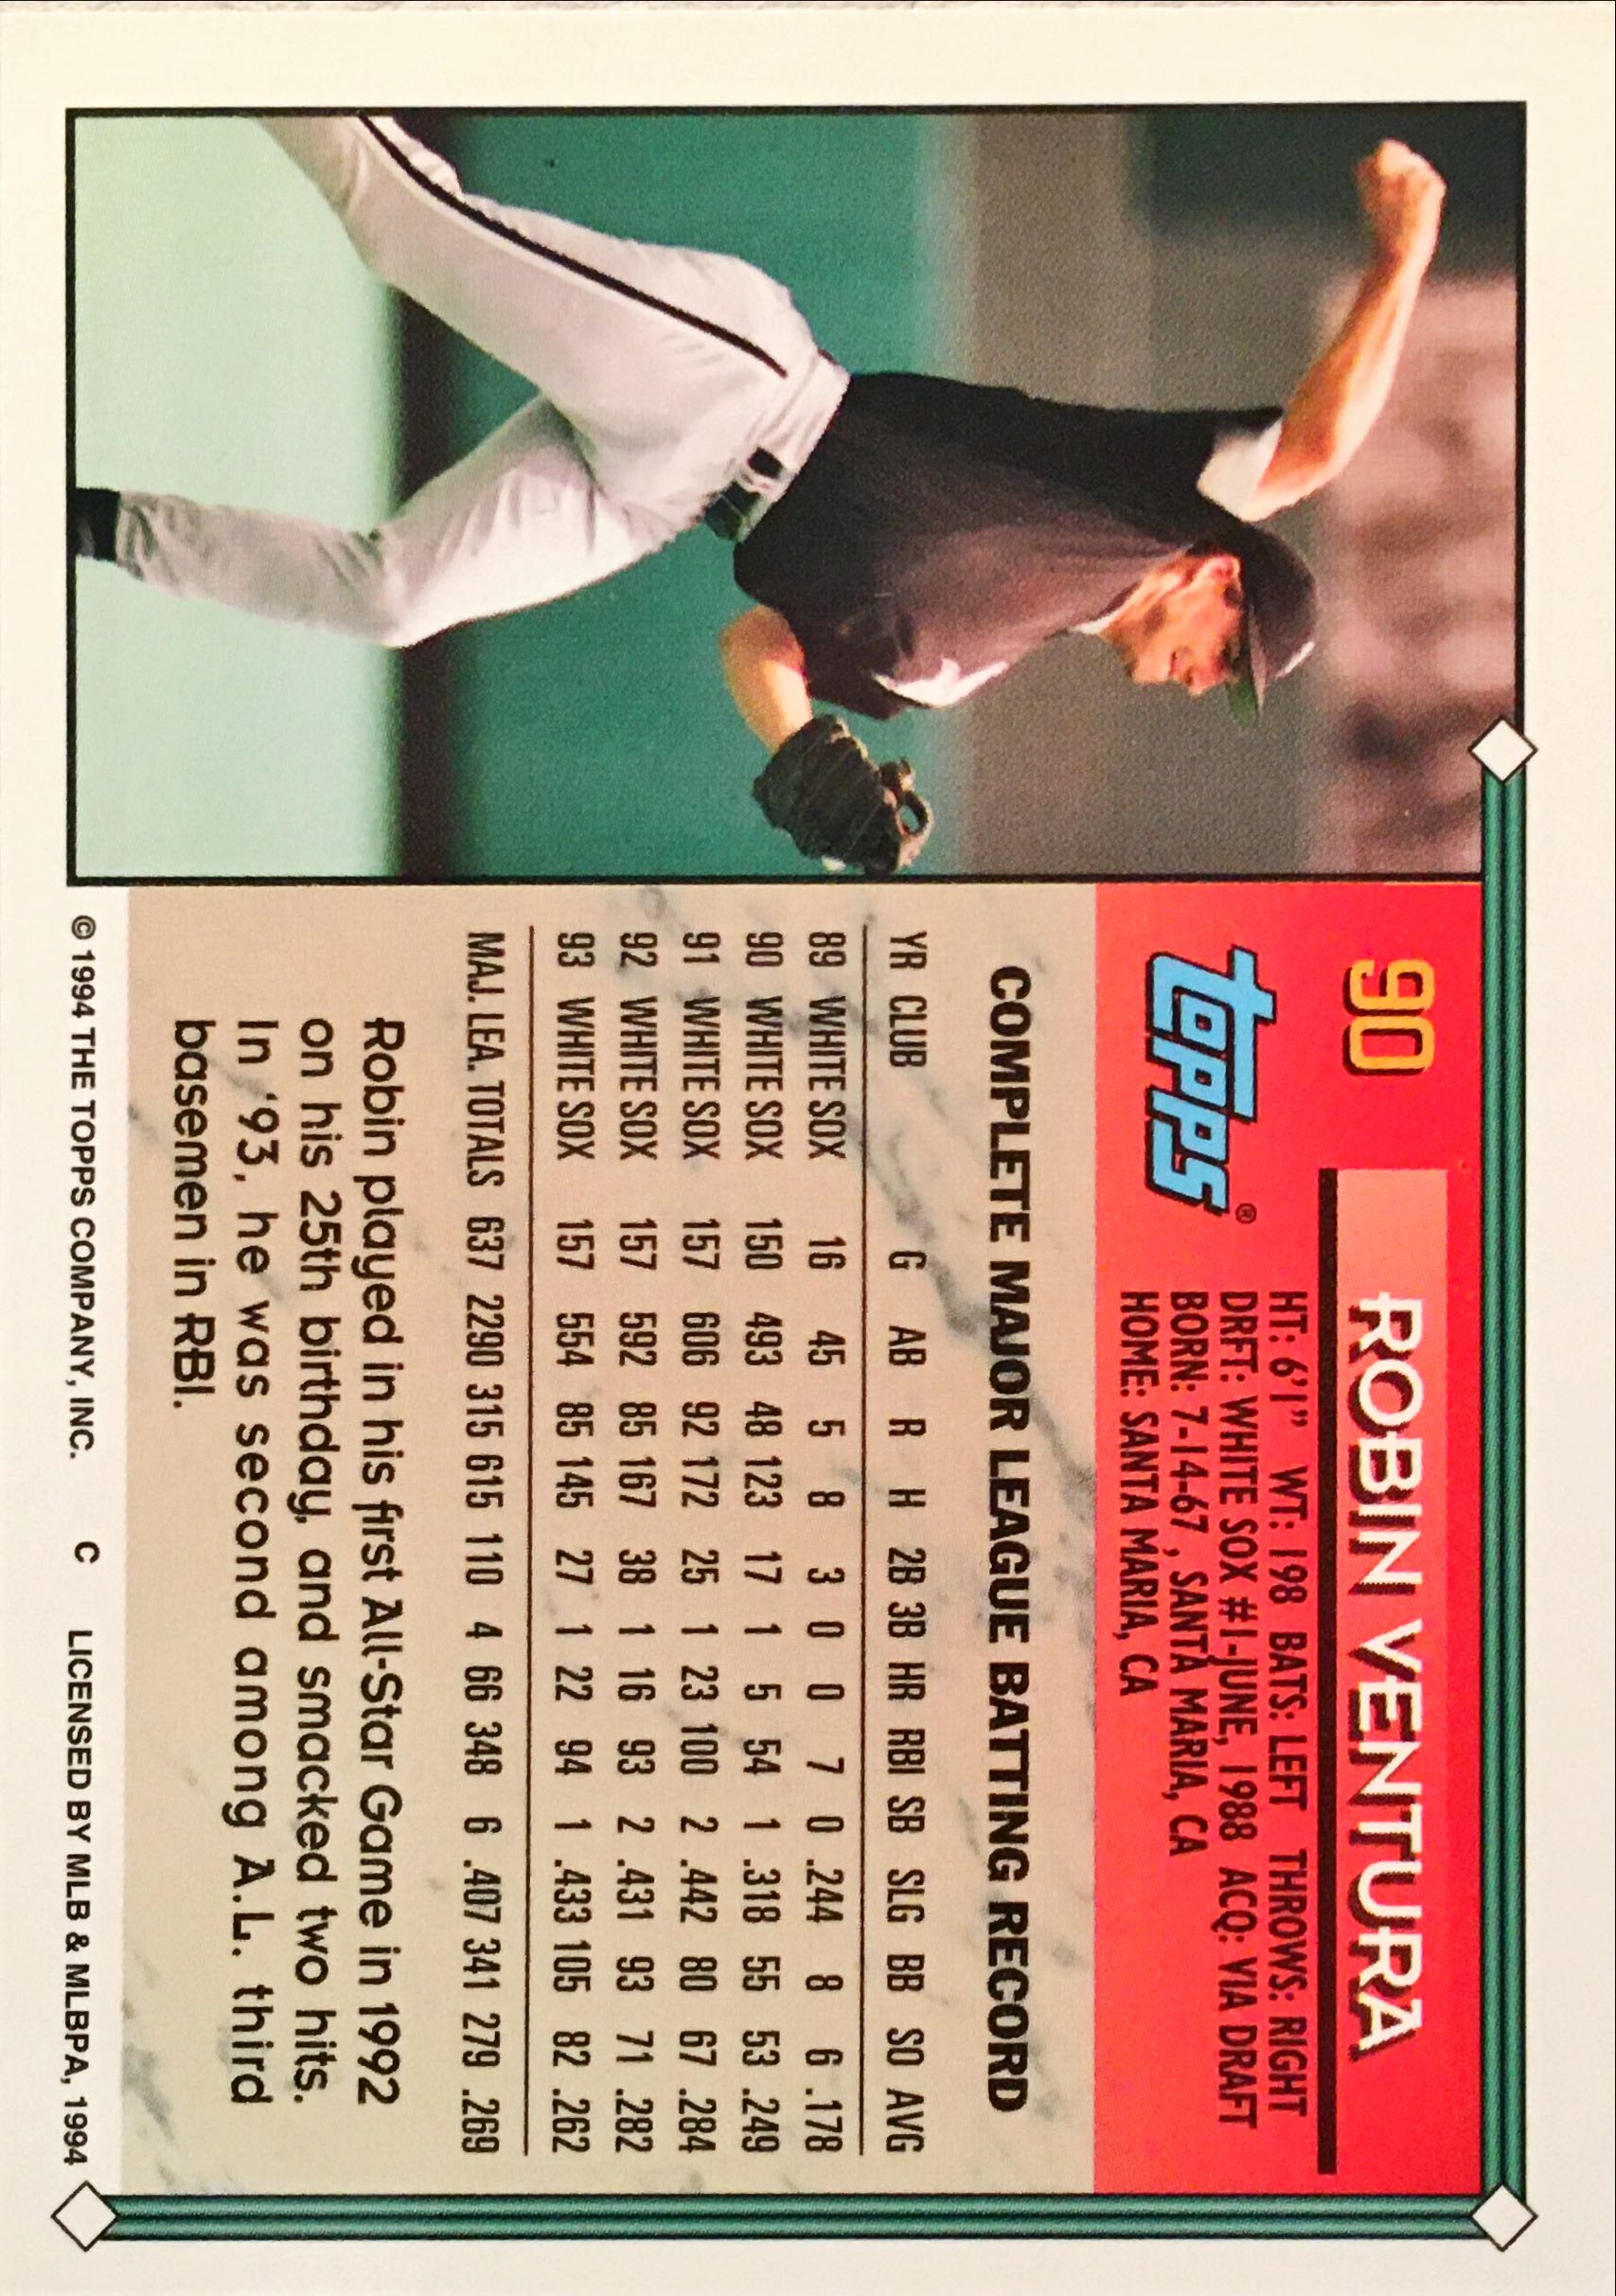 90
ROBIN VENTURA
topps®
HT: 6'1" WT: 198 BATS: LEFT THROWS: RIGHT
DRFT: WHITE SOX #1-JUNE, 1988 ACQ: VIA DRAFT
BORN: 7-14-67, SANTA MARIA, CA
HOME: SANTA MARIA, CA
COMPLETE MAJOR LEAGUE BATTING RECORD
YR CLUB G AB R H 2B 3B HR RBI SB SLG BB SO AVG
89 WHITE SOX 16 45 5 8 3 0 0 7 0 .244 8 6 .178
90 WHITE SOX 150 493 48 123 17 1 5 54 1 .318 55 53 .249
91 WHITE SOX 157 606 92 172 25 1 23 100 2 .442 80 67 .284
92 WHITE SOX 157 592 85 167 38 1 16 93 2 .431 93 71 .282
93 WHITE SOX 157 554 85 145 27 1 22 94 1 .433 105 82 .262
MAJ. LEA. TOTALS 637 2290 315 615 110 4 66 348 6 .407 341 279 .269
Robin played in his first All-Star Game in 1992
on his 25th birthday, and smacked two hits.
In '93, he was second among A.L. third
basemen in RBI.
© 1994 THE TOPPS COMPANY, INC. C LICENSED BY MLB & MLBPA, 1994